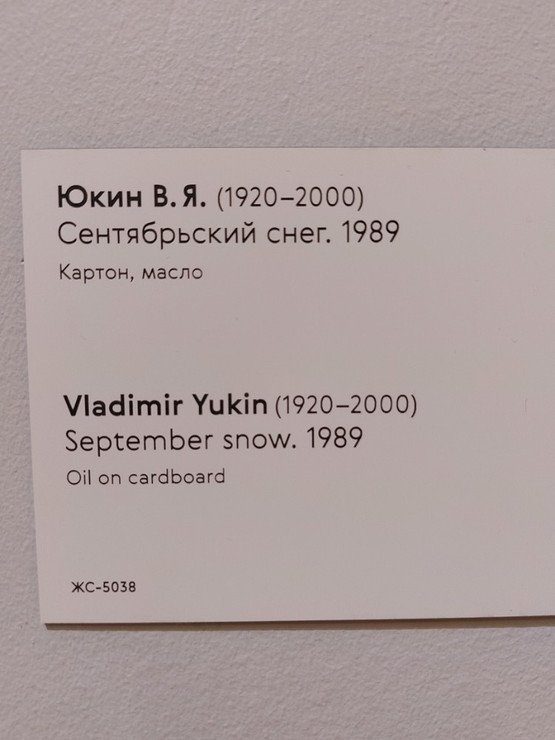 Юкин В.Я. (1920–2000)
Сентябрьский снег. 1989
Картон, масло
Vladimir Yukin (1920–2000)
September snow. 1989
Oil on cardboard
ЖС-5038